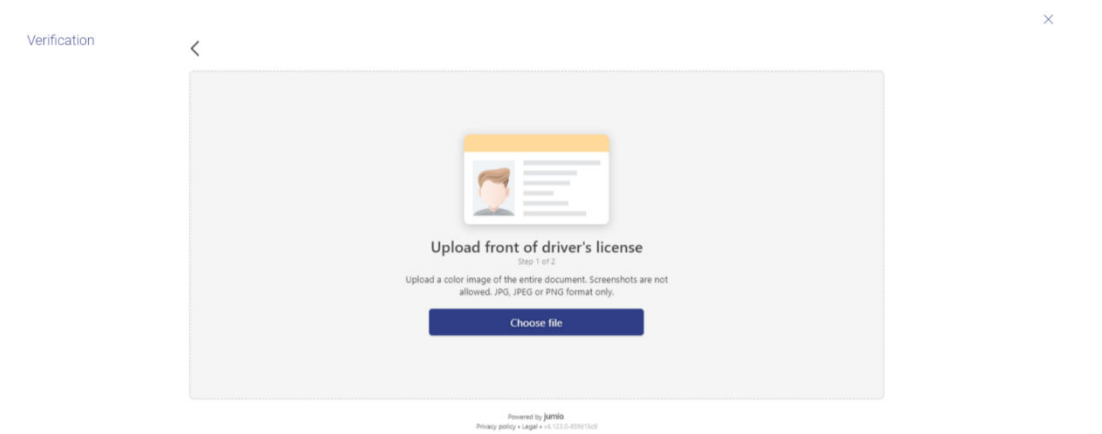 Verification
Upload front of driver's license
Step 1 of 2
Upload a color image of the entire document. Screenshots are not
allowed. JPG, JPEG or PNG format only.
Choose file
Powered by jumio
Privacy policy • Legal •